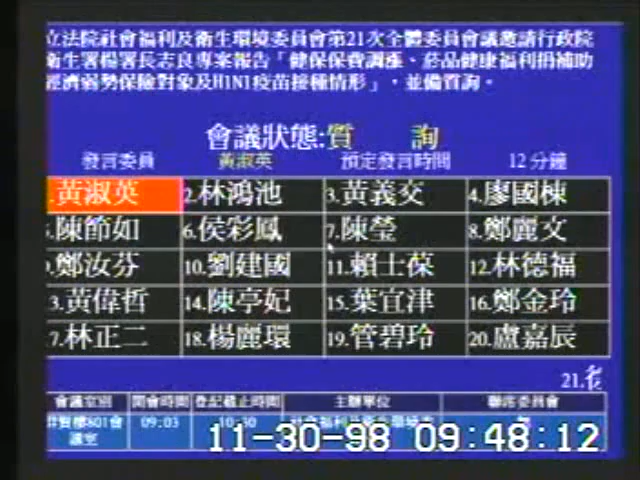 立法院社會福利及衛生環境委員會第21次全體委員會議邀請行政院
衛生署楊署長志良專案報告「健保保費調漲、菸品健康福利捐補助
經濟弱勢保險對象及H1N1疫苗接種情形」，並備質詢。
會議狀態:質 詢
發言委員 黃淑英 預定發言時間 12分鐘
.黃淑英 2.林鴻池 3.黃義交 4.廖國棟
.陳節如 6.侯彩鳳 7.陳瑩 8.鄭麗文
.鄭汝芬 10.劉建國 11.賴士葆 12.林德福
3.黃偉哲 14.陳亭妃 15.葉宜津 16.鄭金玲
7.林正二 18.楊麗環 19.管碧玲 20.盧嘉辰
21.
會議室別 開會時間 登記截止時間 主辦單位 聯席委員會
群賢樓801會議室 09:03 10:30
11-30-98 09:48:12